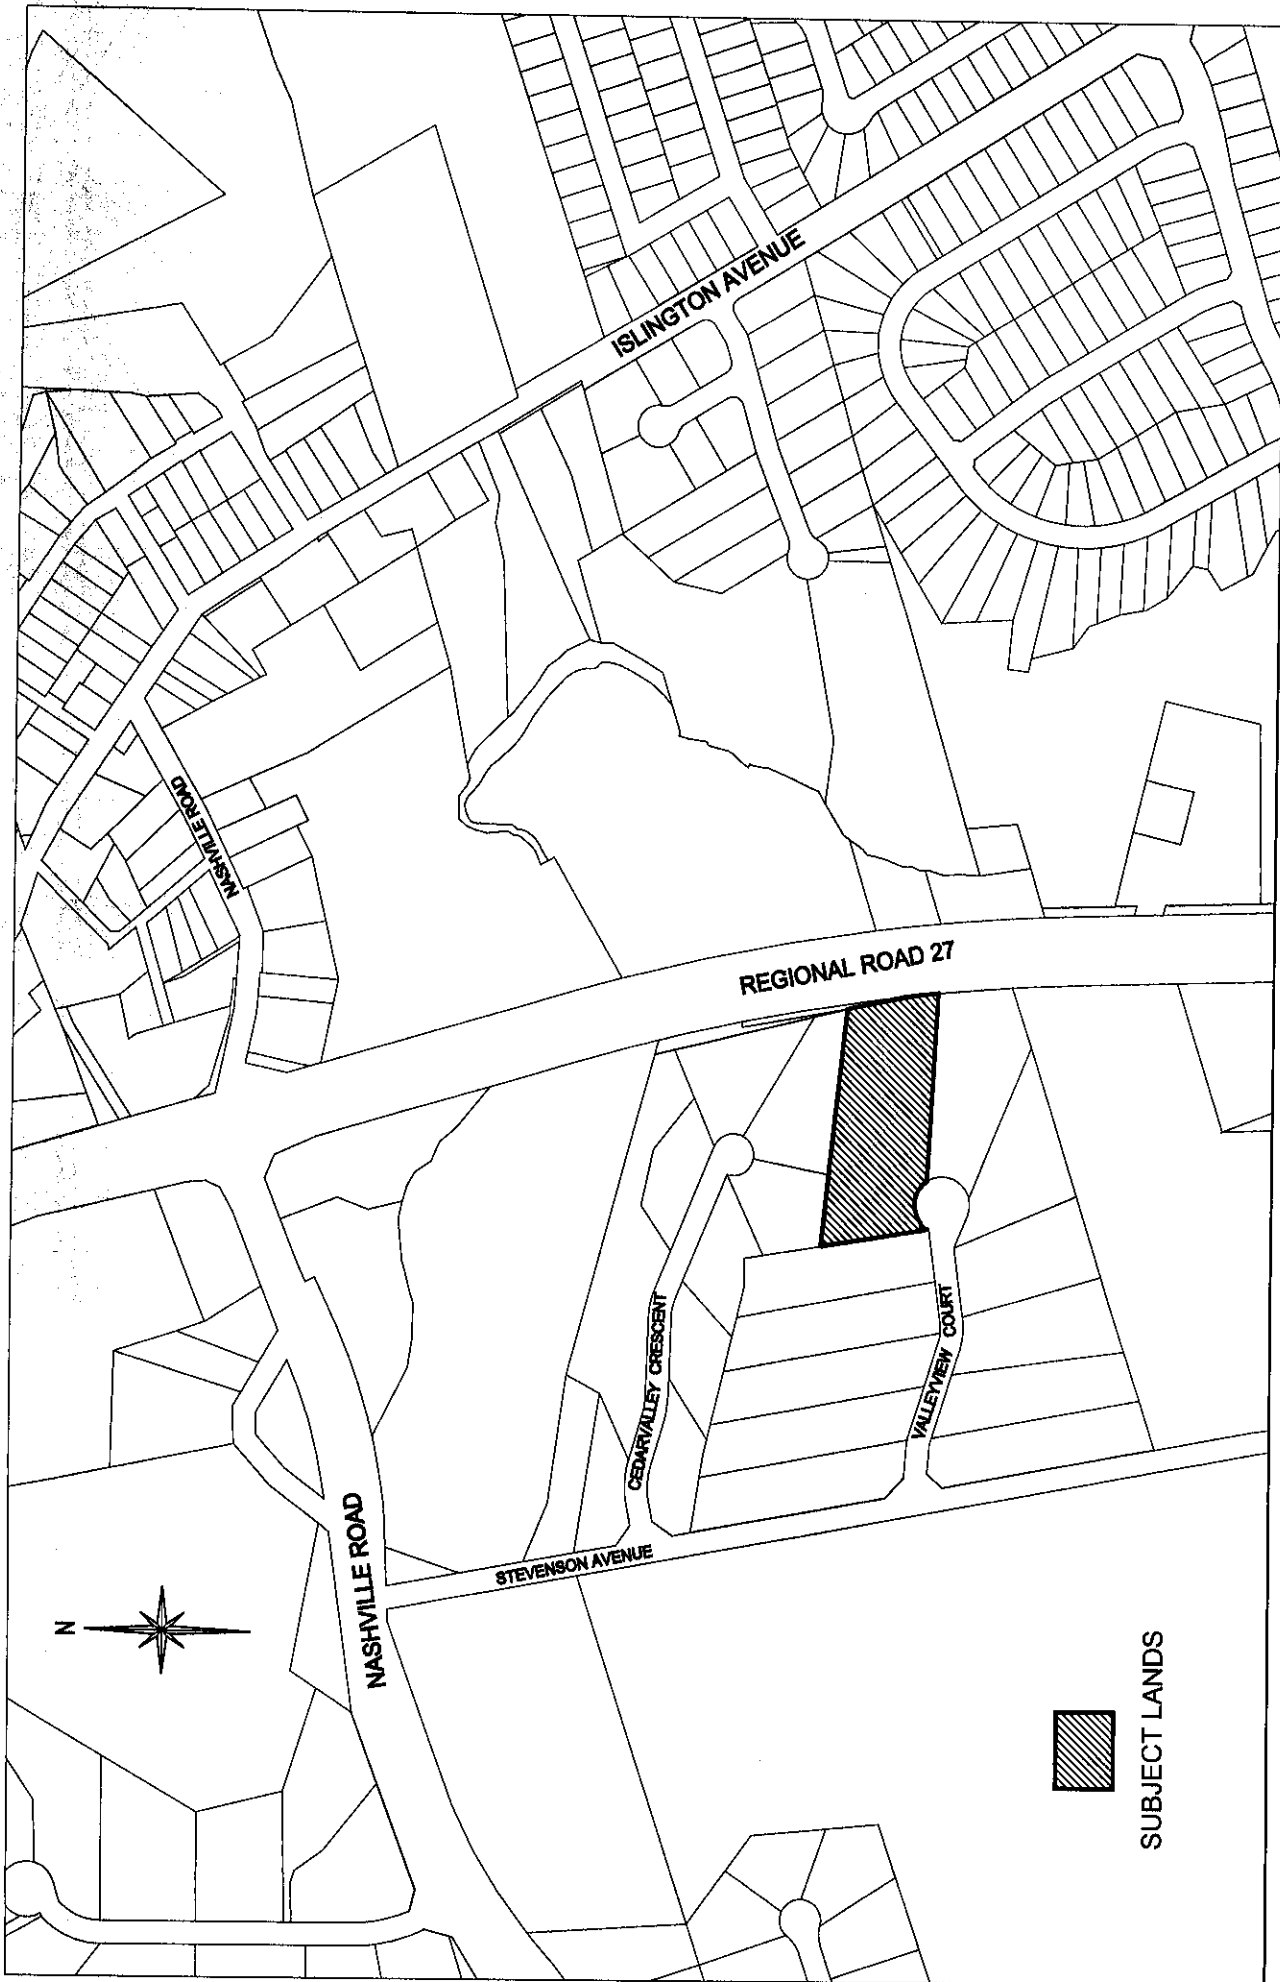 ISLINGTON AVENUE
NASHVILLE ROAD
REGIONAL ROAD 27
CEDARVALLEY CRESCENT
VALLEYVIEW COURT
NASHVILLE ROAD
STEVENSON AVENUE
N
SUBJECT LANDS